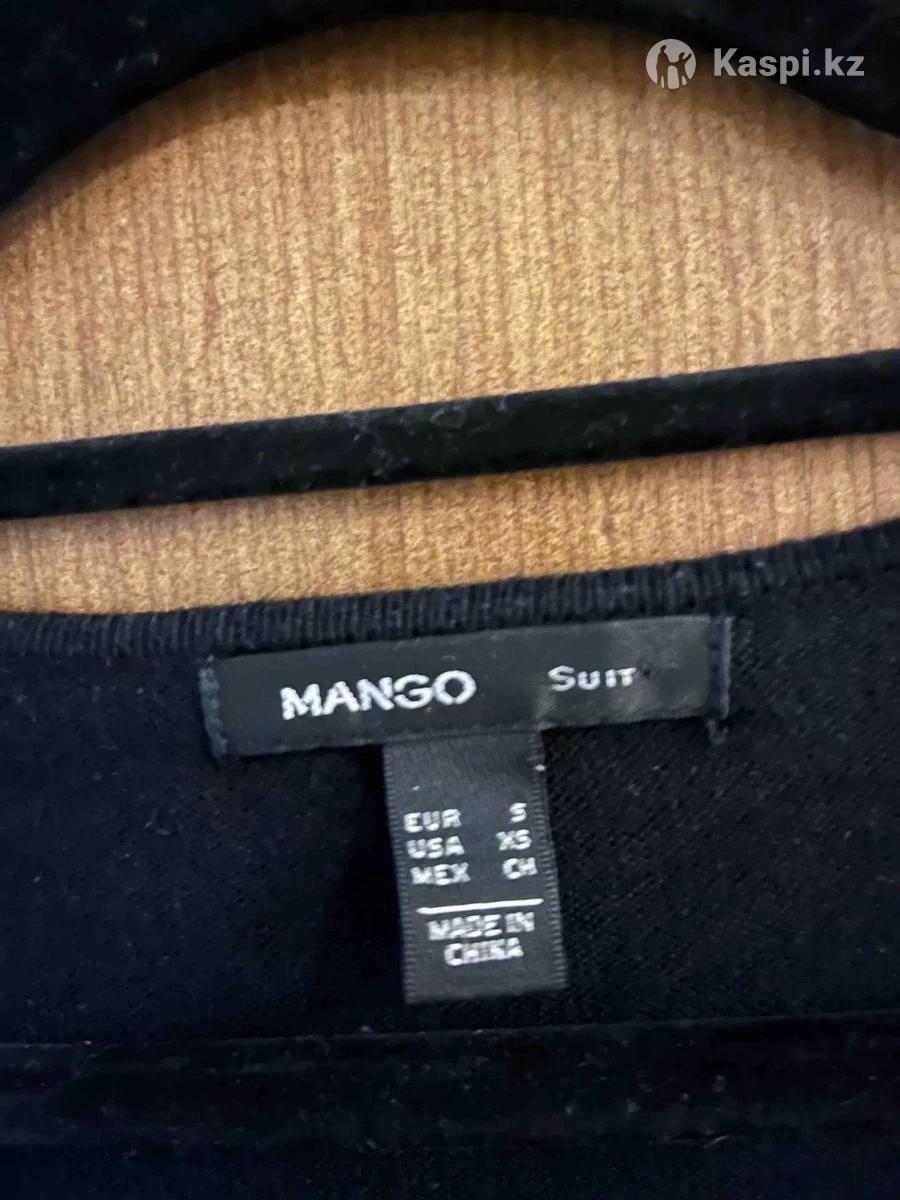 Kaspi.kz
MANGO SUIT
EUR S
USA XS
MEX CH
MADE IN
CHINA